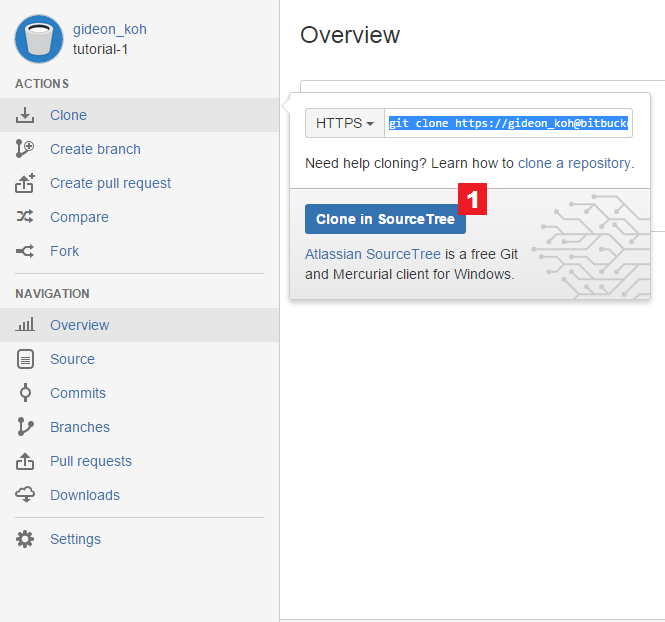 gideon_koh
tutorial-1
ACTIONS
Clone
Create branch
Create pull request
Compare
Fork
NAVIGATION
Overview
Source
Commits
Branches
Pull requests
Downloads
Settings
Overview
HTTPS
git clone https://gideon_koh@bitbuck
Need help cloning? Learn how to clone a repository.
1
Clone in SourceTree
Atlassian SourceTree is a free Git
and Mercurial client for Windows.